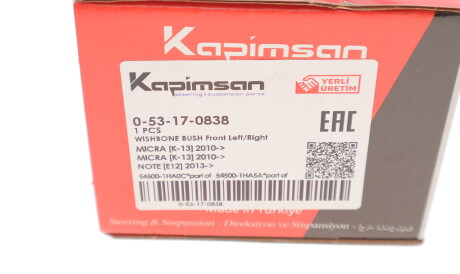 Kapimsan
Kapimsan
steering & suspension parts
YERLİ
ÜRETİM
0-53-17-0838
1 PCS
WISHBONE BUSH Front Left/Right
MICRA [K-13] 2010->
MICRA [K-13] 2010->
NOTE [E12] 2013->
54500-1HA0C*part of 54500-1HA5A*part of
EAC
0-53-17-0838
Made in Türkiye
Steering & Suspension - Direksiyon ve Süspansiyon -